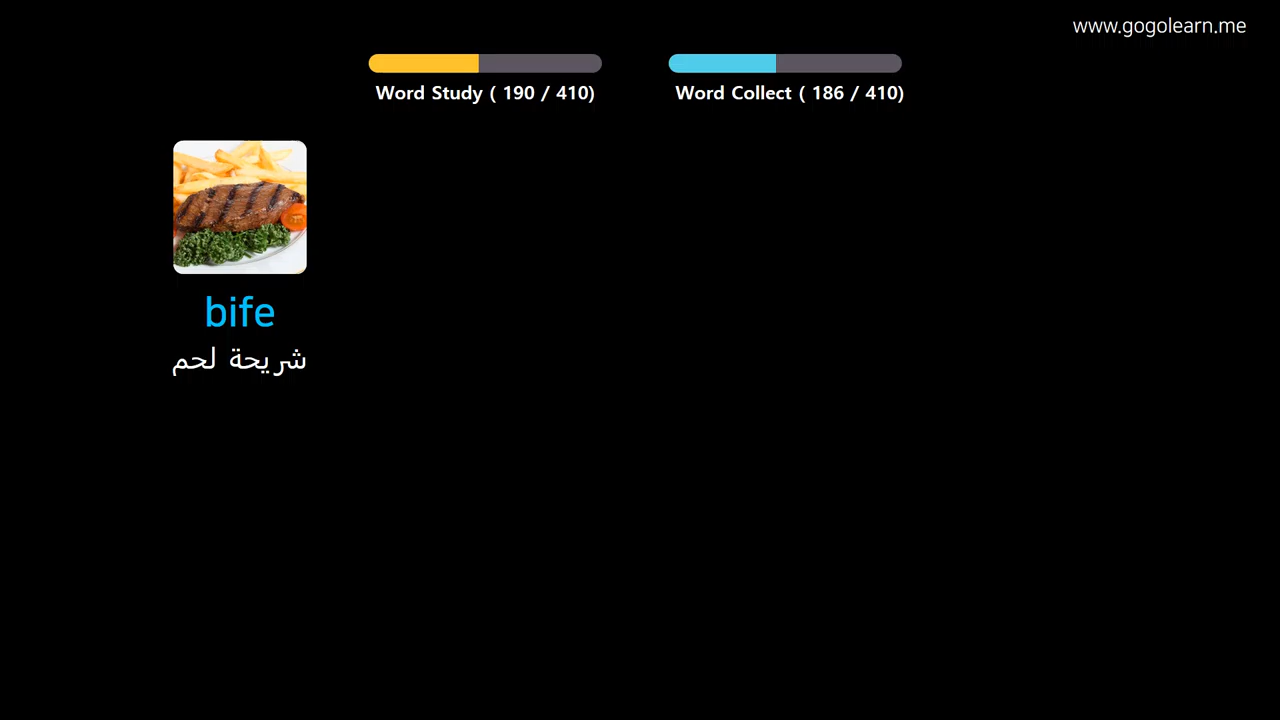 www.gogolearn.me
Word Study ( 190 / 410)
Word Collect ( 186 / 410)
bife
شريحة لحم